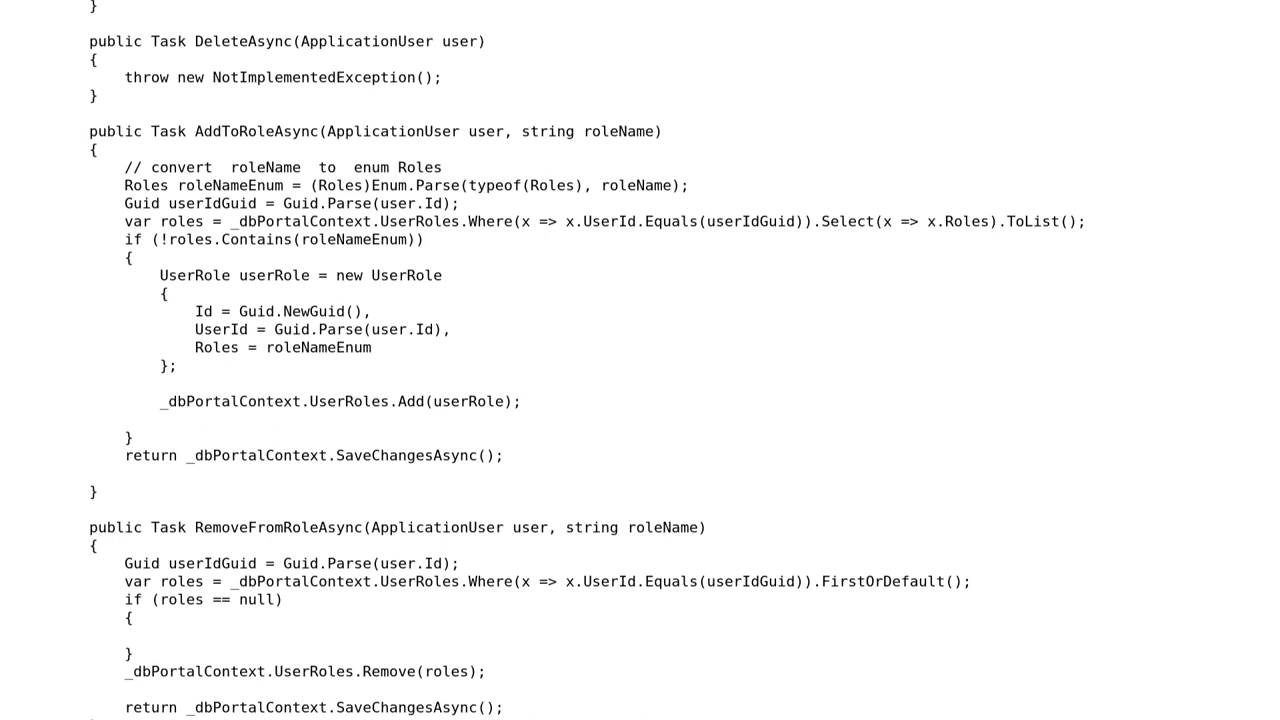 }
public Task DeleteAsync(ApplicationUser user)
{
throw new NotImplementedException();
}
public Task AddToRoleAsync(ApplicationUser user, string roleName)
{
// convert  roleName  to  enum Roles
Roles roleNameEnum = (Roles)Enum.Parse(typeof(Roles), roleName);
Guid userIdGuid = Guid.Parse(user.Id);
var roles = _dbPortalContext.UserRoles.Where(x => x.UserId.Equals(userIdGuid)).Select(x => x.Roles).ToList();
if (!roles.Contains(roleNameEnum))
{
UserRole userRole = new UserRole
{
Id = Guid.NewGuid(),
UserId = Guid.Parse(user.Id),
Roles = roleNameEnum
};
_dbPortalContext.UserRoles.Add(userRole);
}
return _dbPortalContext.SaveChangesAsync();
}
public Task RemoveFromRoleAsync(ApplicationUser user, string roleName)
{
Guid userIdGuid = Guid.Parse(user.Id);
var roles = _dbPortalContext.UserRoles.Where(x => x.UserId.Equals(userIdGuid)).FirstOrDefault();
if (roles == null)
{
}
_dbPortalContext.UserRoles.Remove(roles);
return _dbPortalContext.SaveChangesAsync();